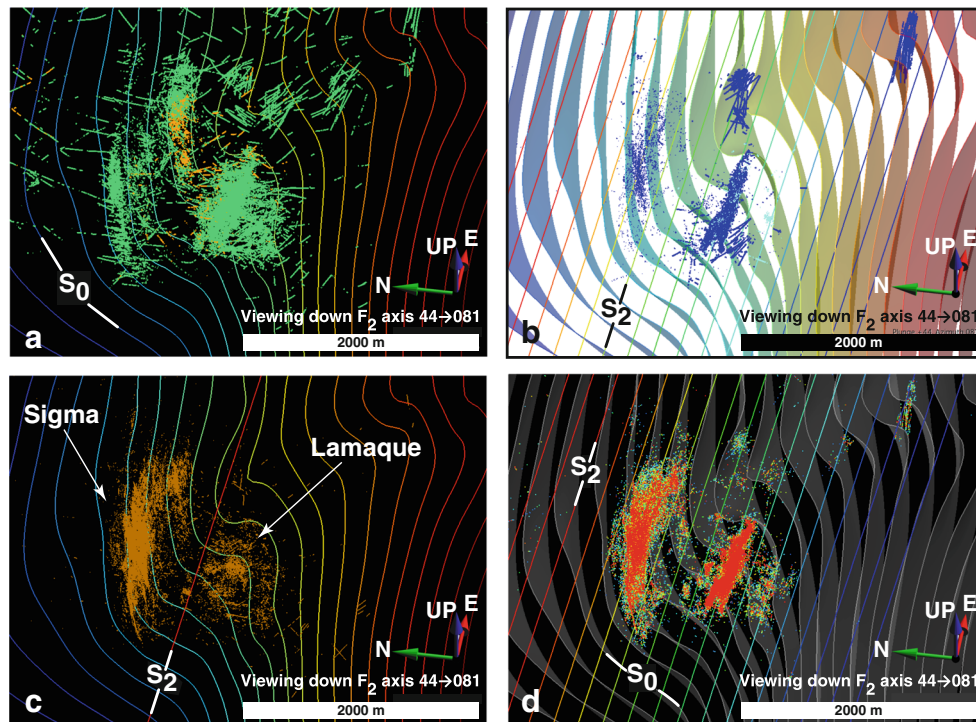 UP E
N
S0
Viewing down F2 axis 44→081
a
2000 m
UP E
N
S2
Viewing down F2 axis 44→081
b
2000 m
Sigma
Lamaque
UP E
N
S2
Viewing down F2 axis 44→081
c
2000 m
S2
UP E
N
S0
Viewing down F2 axis 44→081
d
2000 m